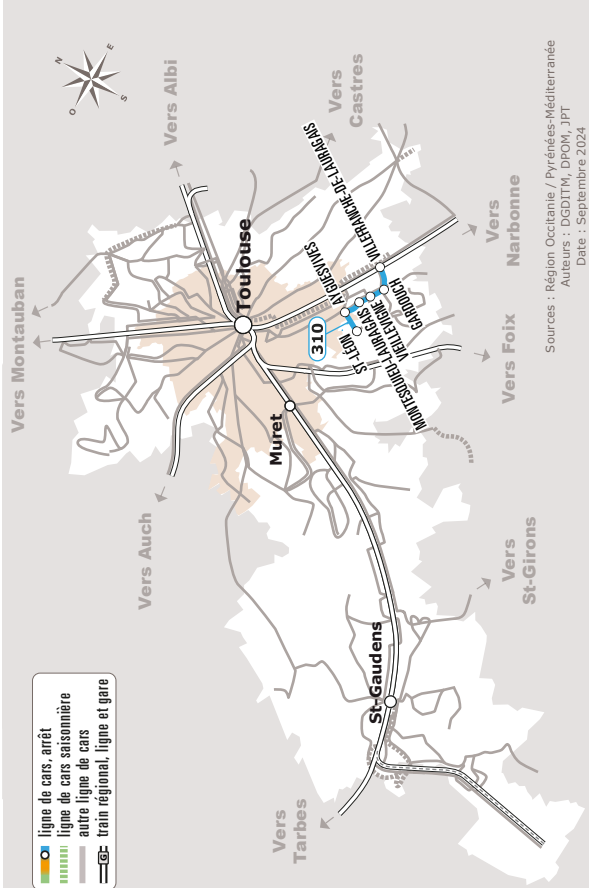 Vers Montauban
Vers Albi
N
E
S
O
Vers
Castres
Vers Auch
Toulouse
310
ST-LÉON
AYGUESVIVES
VILLEFRANCHE-DE-LAURAGAIS
MONTESQUIEU-LAURAGAIS
VIEILLEVIGNE
GARDOUCH
Vers
Narbonne
Muret
Vers Foix
St-Gaudens
Vers
St-Girons
Vers
Tarbes
ligne de cars, arrêt
ligne de cars saisonnière
autre ligne de cars
G
train régional, ligne et gare
Sources : Région Occitanie / Pyrénées-Méditerranée
Auteurs : DGDITM, DPOM, JPT
Date : Septembre 2024